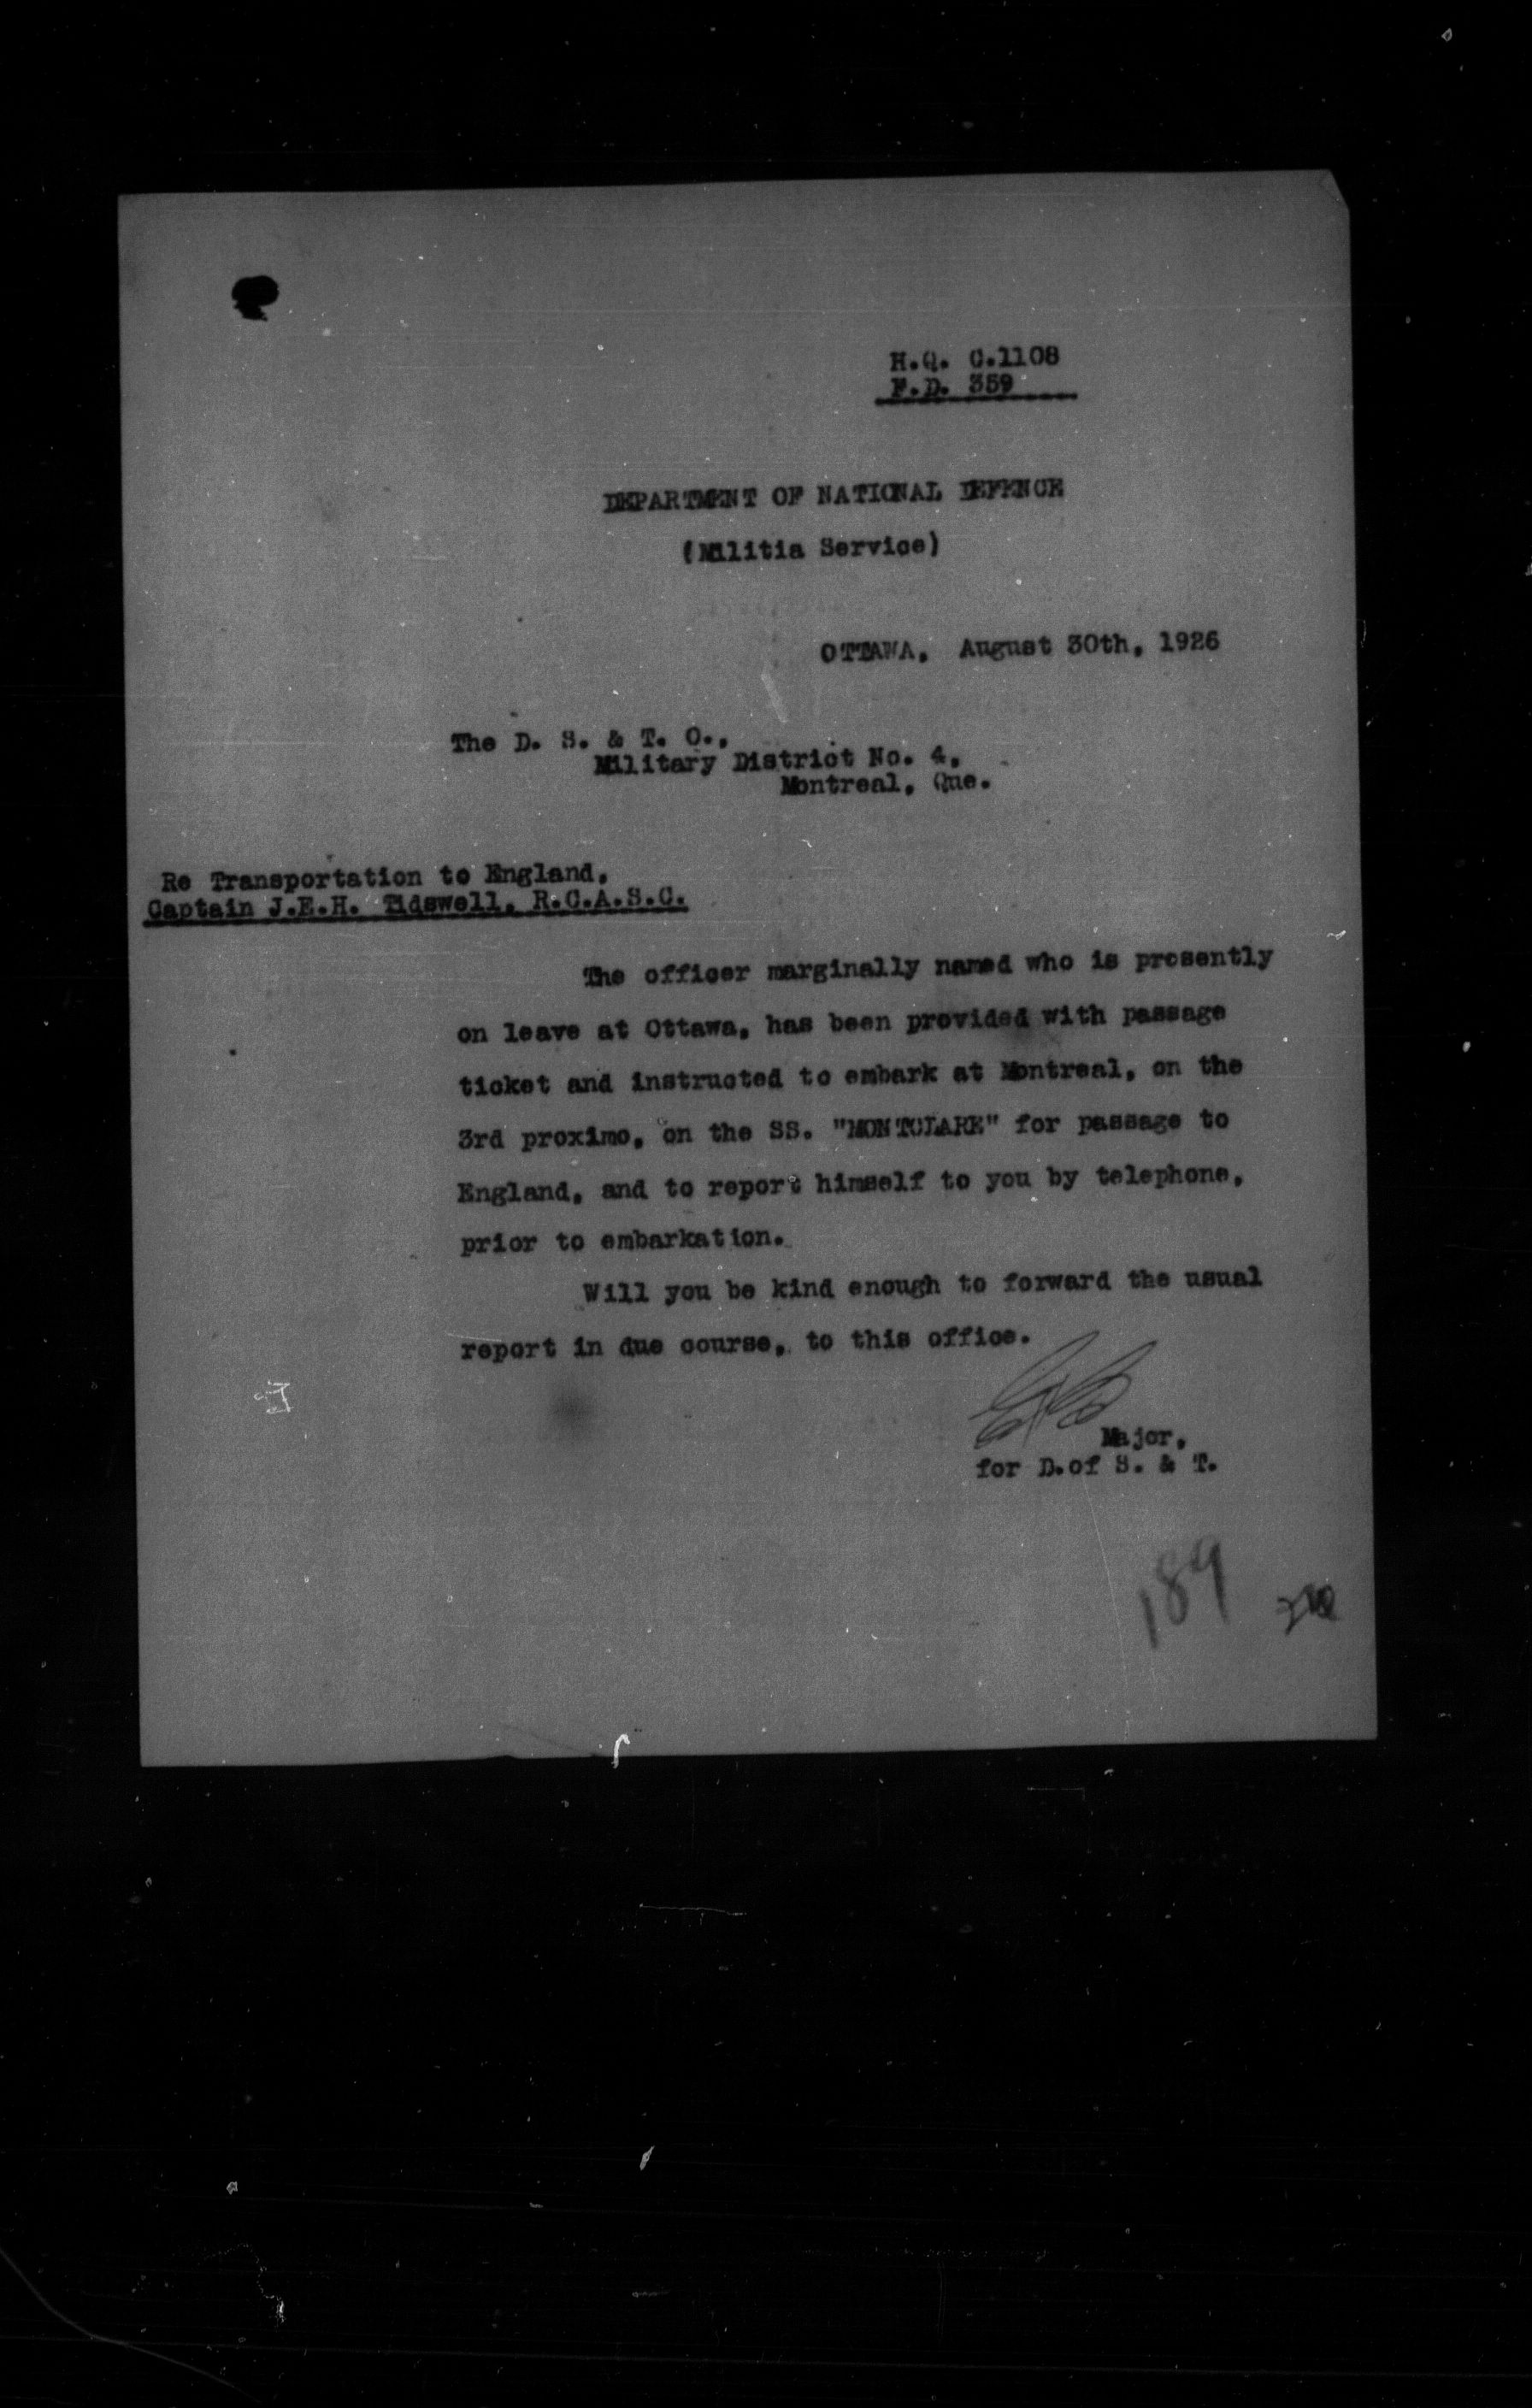 H.Q. C.1108
F.D. 359
DEPARTMENT OF NATIONAL DEFENCE
(Militia Service)
OTTAWA, August 30th, 1926
The D. S. & T. O.,
Military District No. 4,
Montreal, Que.
Re Transportation to England,
Captain J.E.H. Tidswell, R.C.A.S.C.
The officer marginally named who is presently
on leave at Ottawa, has been provided with passage
ticket and instructed to embark at Montreal, on the
3rd proximo, on the SS. "MONTCLARE" for passage to
England, and to report himself to you by telephone,
prior to embarkation.
Will you be kind enough to forward the usual
report in due course, to this office.
Major,
for D.of S. & T.
189